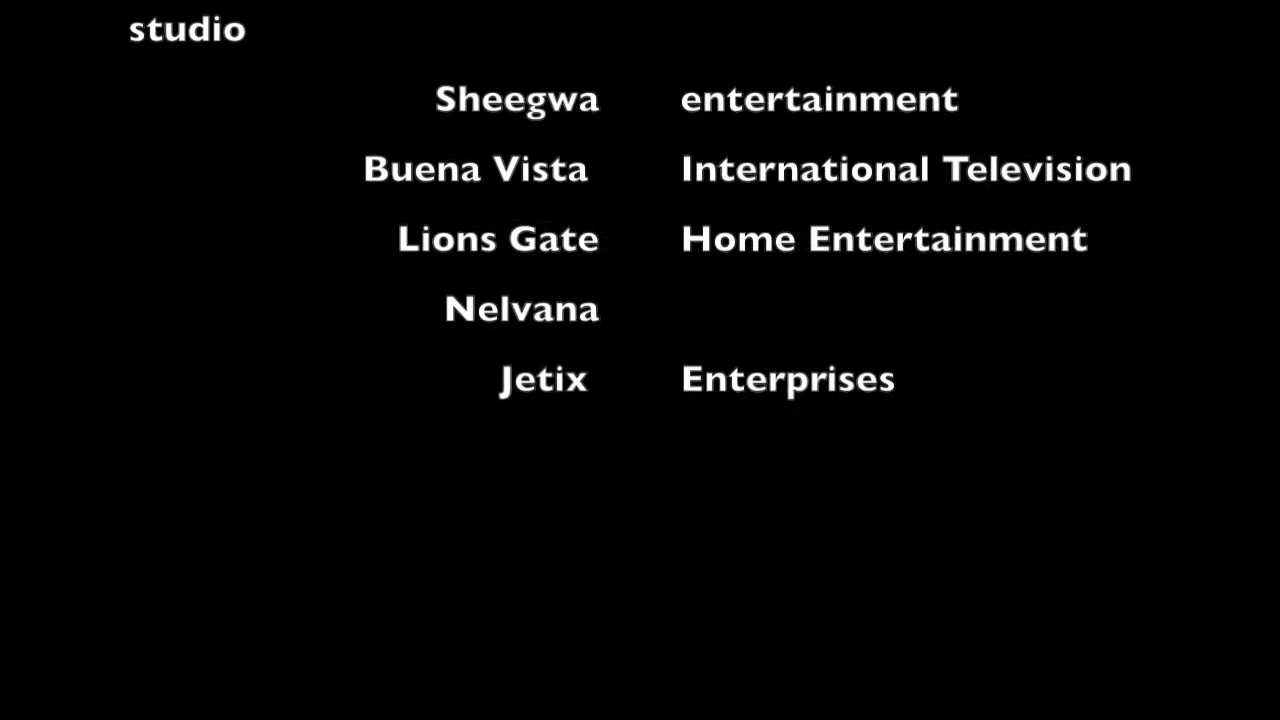 studio
Sheegwa entertainment
Buena Vista International Television
Lions Gate Home Entertainment
Nelvana
Jetix Enterprises